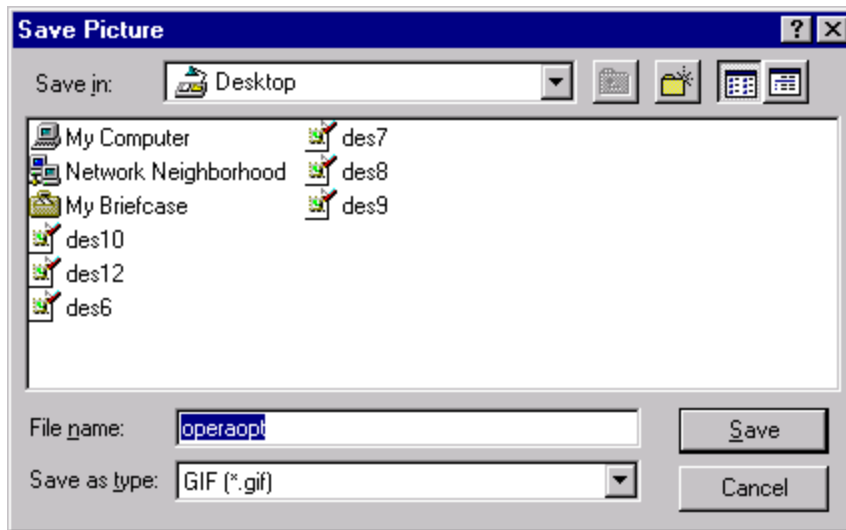 Save Picture
Save in: Desktop
My Computer
Network Neighborhood
My Briefcase
des10
des12
des6
des7
des8
des9
File name: operaopt Save
Save as type: GIF (*.gif) Cancel